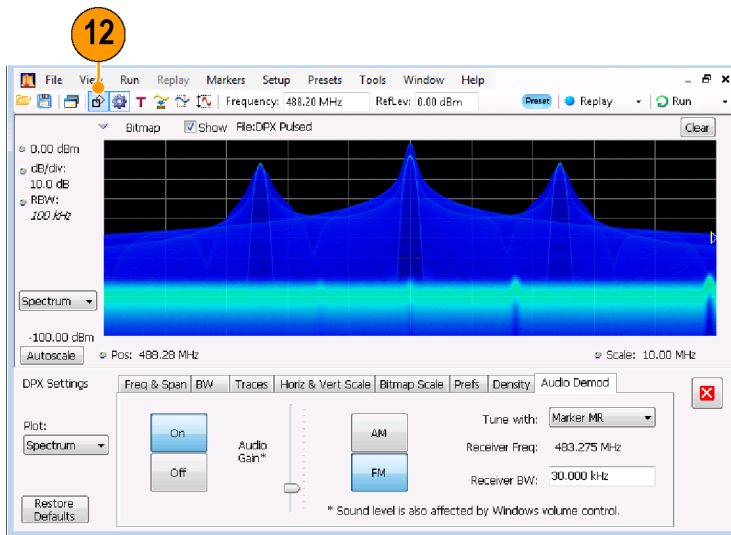 12
File View Run Replay Markers Setup Presets Tools Window Help
T Frequency: 488.20 MHz RefLev: 0.00 dBm Preset Replay Run
Bitmap Show File:DPX Pulsed Clear
0.00 dBm
dB/div:
10.0 dB
RBW:
100 kHz
Spectrum
-100.00 dBm
Autoscale Pos: 488.28 MHz Scale: 10.00 MHz
DPX Settings Freq & Span BW Traces Horiz & Vert Scale Bitmap Scale Prefs Density Audio Demod
Plot:
Spectrum
Restore
Defaults
On
Off
Audio
Gain*
AM
FM
Tune with: Marker MR
Receiver Freq: 483.275 MHz
Receiver BW: 30.000 kHz
* Sound level is also affected by Windows volume control.